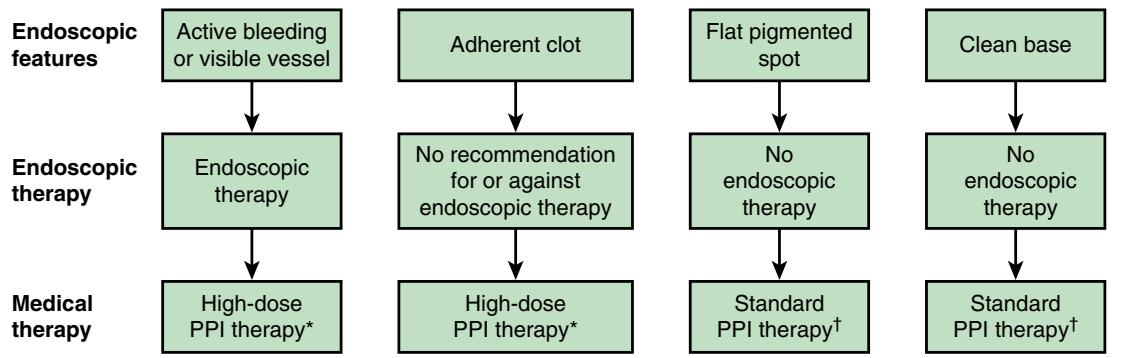 Endoscopic
features
Active bleeding
or visible vessel
Adherent clot
Flat pigmented
spot
Clean base
Endoscopic
therapy
Endoscopic
therapy
No recommendation
for or against
endoscopic therapy
No
endoscopic
therapy
No
endoscopic
therapy
Medical
therapy
High-dose
PPI therapy*
High-dose
PPI therapy*
Standard
PPI therapy†
Standard
PPI therapy†